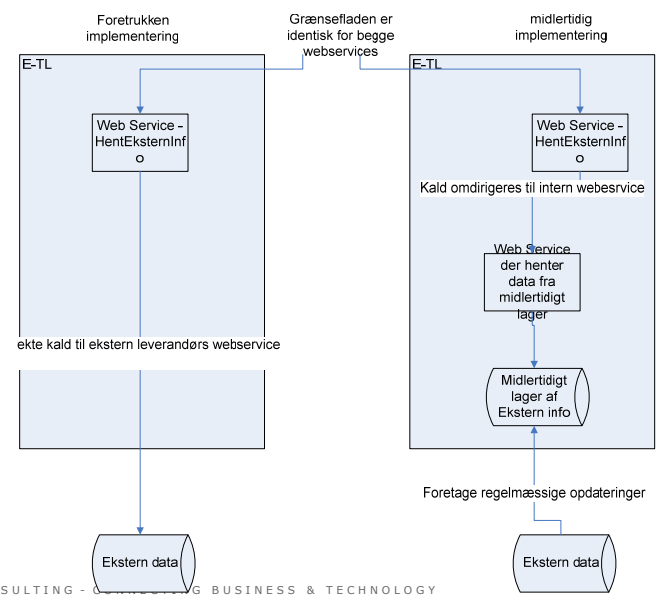 Foretrukken
implementering
Grænsefladen er
identisk for begge
webservices
midlertidig
implementering
E-TL
Web Service –
HentEksternInf
o
ekte kald til ekstern leverandørs webservice
Ekstern data
E-TL
Web Service –
HentEksternInf
o
Kald omdirigeres til intern webesrvice
Web Service
der henter
data fra
midlertidigt
lager
Midlertidigt
lager af
Ekstern info
Foretage regelmæssige opdateringer
Ekstern data
SULTING - CONNECTING BUSINESS & TECHNOLOGY